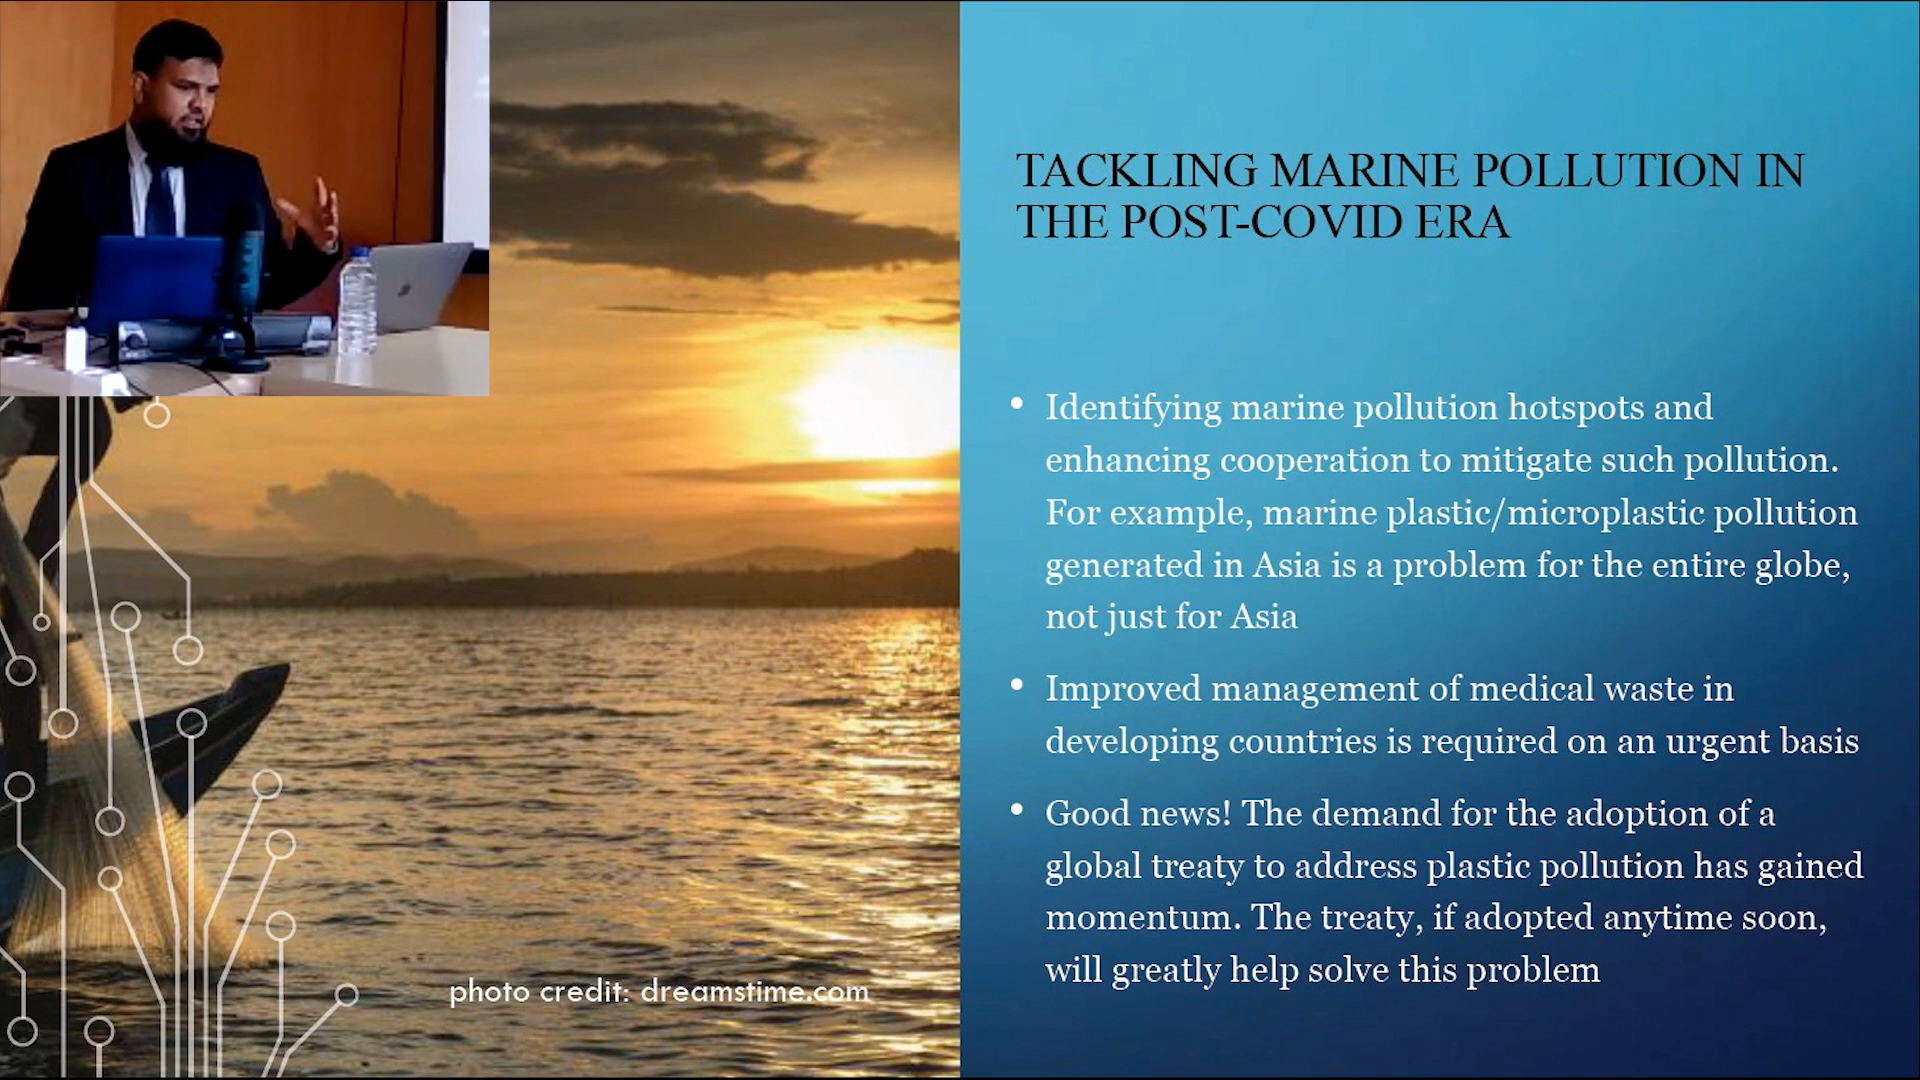 TACKLING MARINE POLLUTION IN
THE POST-COVID ERA
• Identifying marine pollution hotspots and
enhancing cooperation to mitigate such pollution.
For example, marine plastic/microplastic pollution
generated in Asia is a problem for the entire globe,
not just for Asia
• Improved management of medical waste in
developing countries is required on an urgent basis
• Good news! The demand for the adoption of a
global treaty to address plastic pollution has gained
momentum. The treaty, if adopted anytime soon,
will greatly help solve this problem
photo credit: dreamstime.com